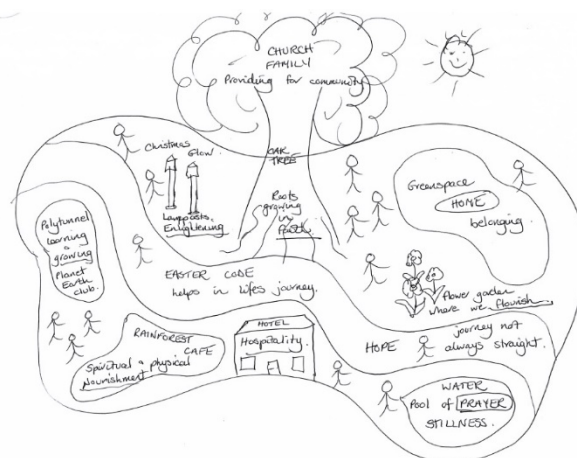 CHURCH
FAMILY
Providing for community
Christmas
Glow.
OAK
TREE
Lampposts.
Enlightening
Roots
growing
in
faith
Greenspace
HOME
belonging.
Polytunnel
learning &
growing
Planet
Earth
club.
EASTER CODE
helps in lifes journey.
flower garden
where we flourish
RAINFOREST
CAFE
Spiritual & physical
Nourishment
HOTEL
Hospitality.
HOPE
journey not
always straight.
WATER
Pool of PRAYER
STILLNESS.